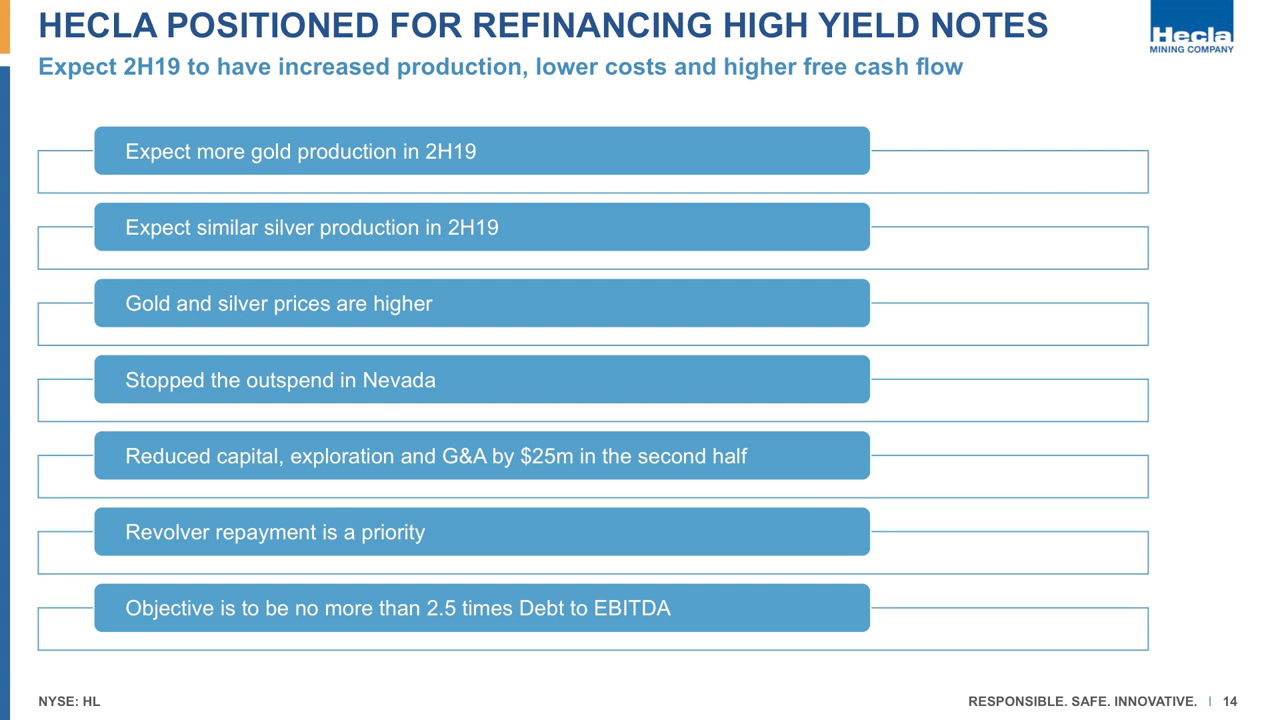 HECLA POSITIONED FOR REFINANCING HIGH YIELD NOTES
Hecla
MINING COMPANY
Expect 2H19 to have increased production, lower costs and higher free cash flow
Expect more gold production in 2H19
Expect similar silver production in 2H19
Gold and silver prices are higher
Stopped the outspend in Nevada
Reduced capital, exploration and G&A by $25m in the second half
Revolver repayment is a priority
Objective is to be no more than 2.5 times Debt to EBITDA
NYSE: HL
RESPONSIBLE. SAFE. INNOVATIVE. | 14